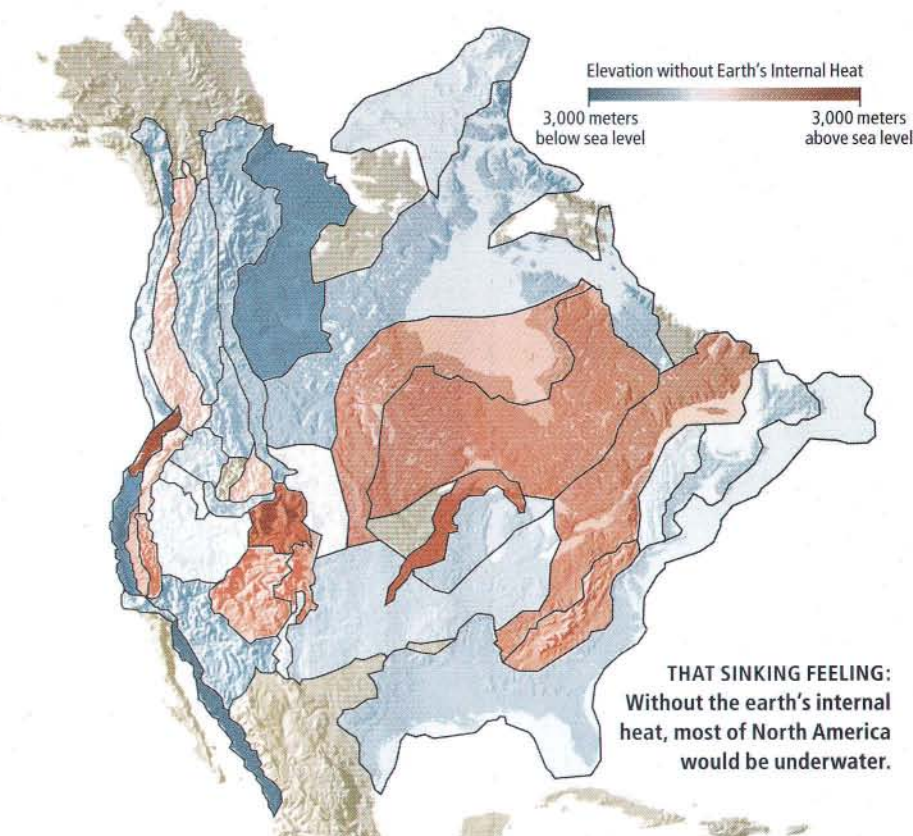 Elevation without Earth's Internal Heat
3,000 meters
below sea level
3,000 meters
above sea level
THAT SINKING FEELING:
Without the earth's internal
heat, most of North America
would be underwater.